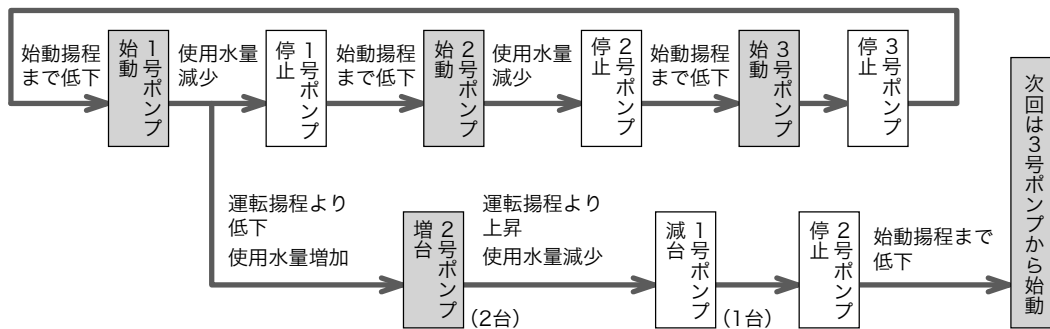 始動揚程
まで低下
1号ポンプ
始動
使用水量
減少
1号ポンプ
停止
始動揚程
まで低下
2号ポンプ
始動
使用水量
減少
2号ポンプ
停止
始動揚程
まで低下
3号ポンプ
始動
3号ポンプ
停止
運転揚程より
低下
使用水量増加
2号ポンプ
増台
(2台)
運転揚程より
上昇
使用水量減少
1号ポンプ
減台
(1台)
2号ポンプ
停止
始動揚程まで
低下
次回は3号ポンプから始動